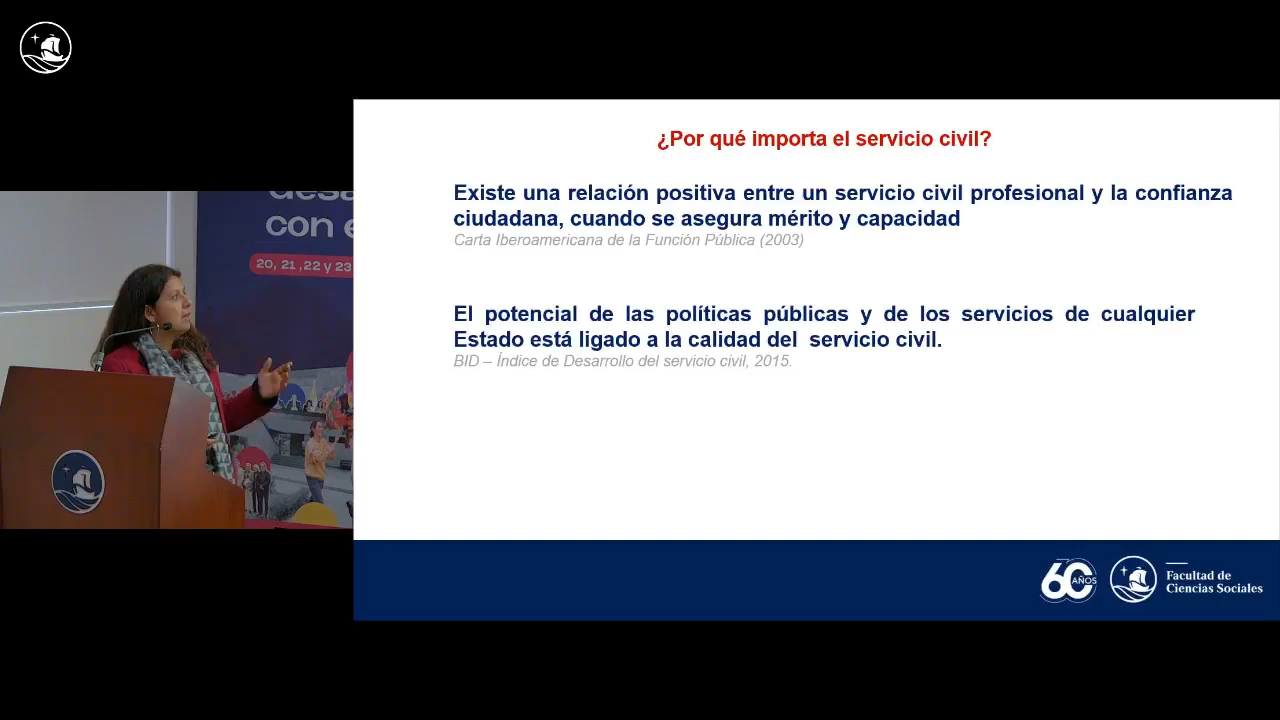 ¿Por qué importa el servicio civil?
Existe una relación positiva entre un servicio civil profesional y la confianza
ciudadana, cuando se asegura mérito y capacidad
Carta Iberoamericana de la Función Pública (2003)
El potencial de las políticas públicas y de los servicios de cualquier
Estado está ligado a la calidad del  servicio civil.
BID – Índice de Desarrollo del servicio civil, 2015.
con e
20, 21 ,22 y 23
60 AÑOS
Facultad de
Ciencias Sociales